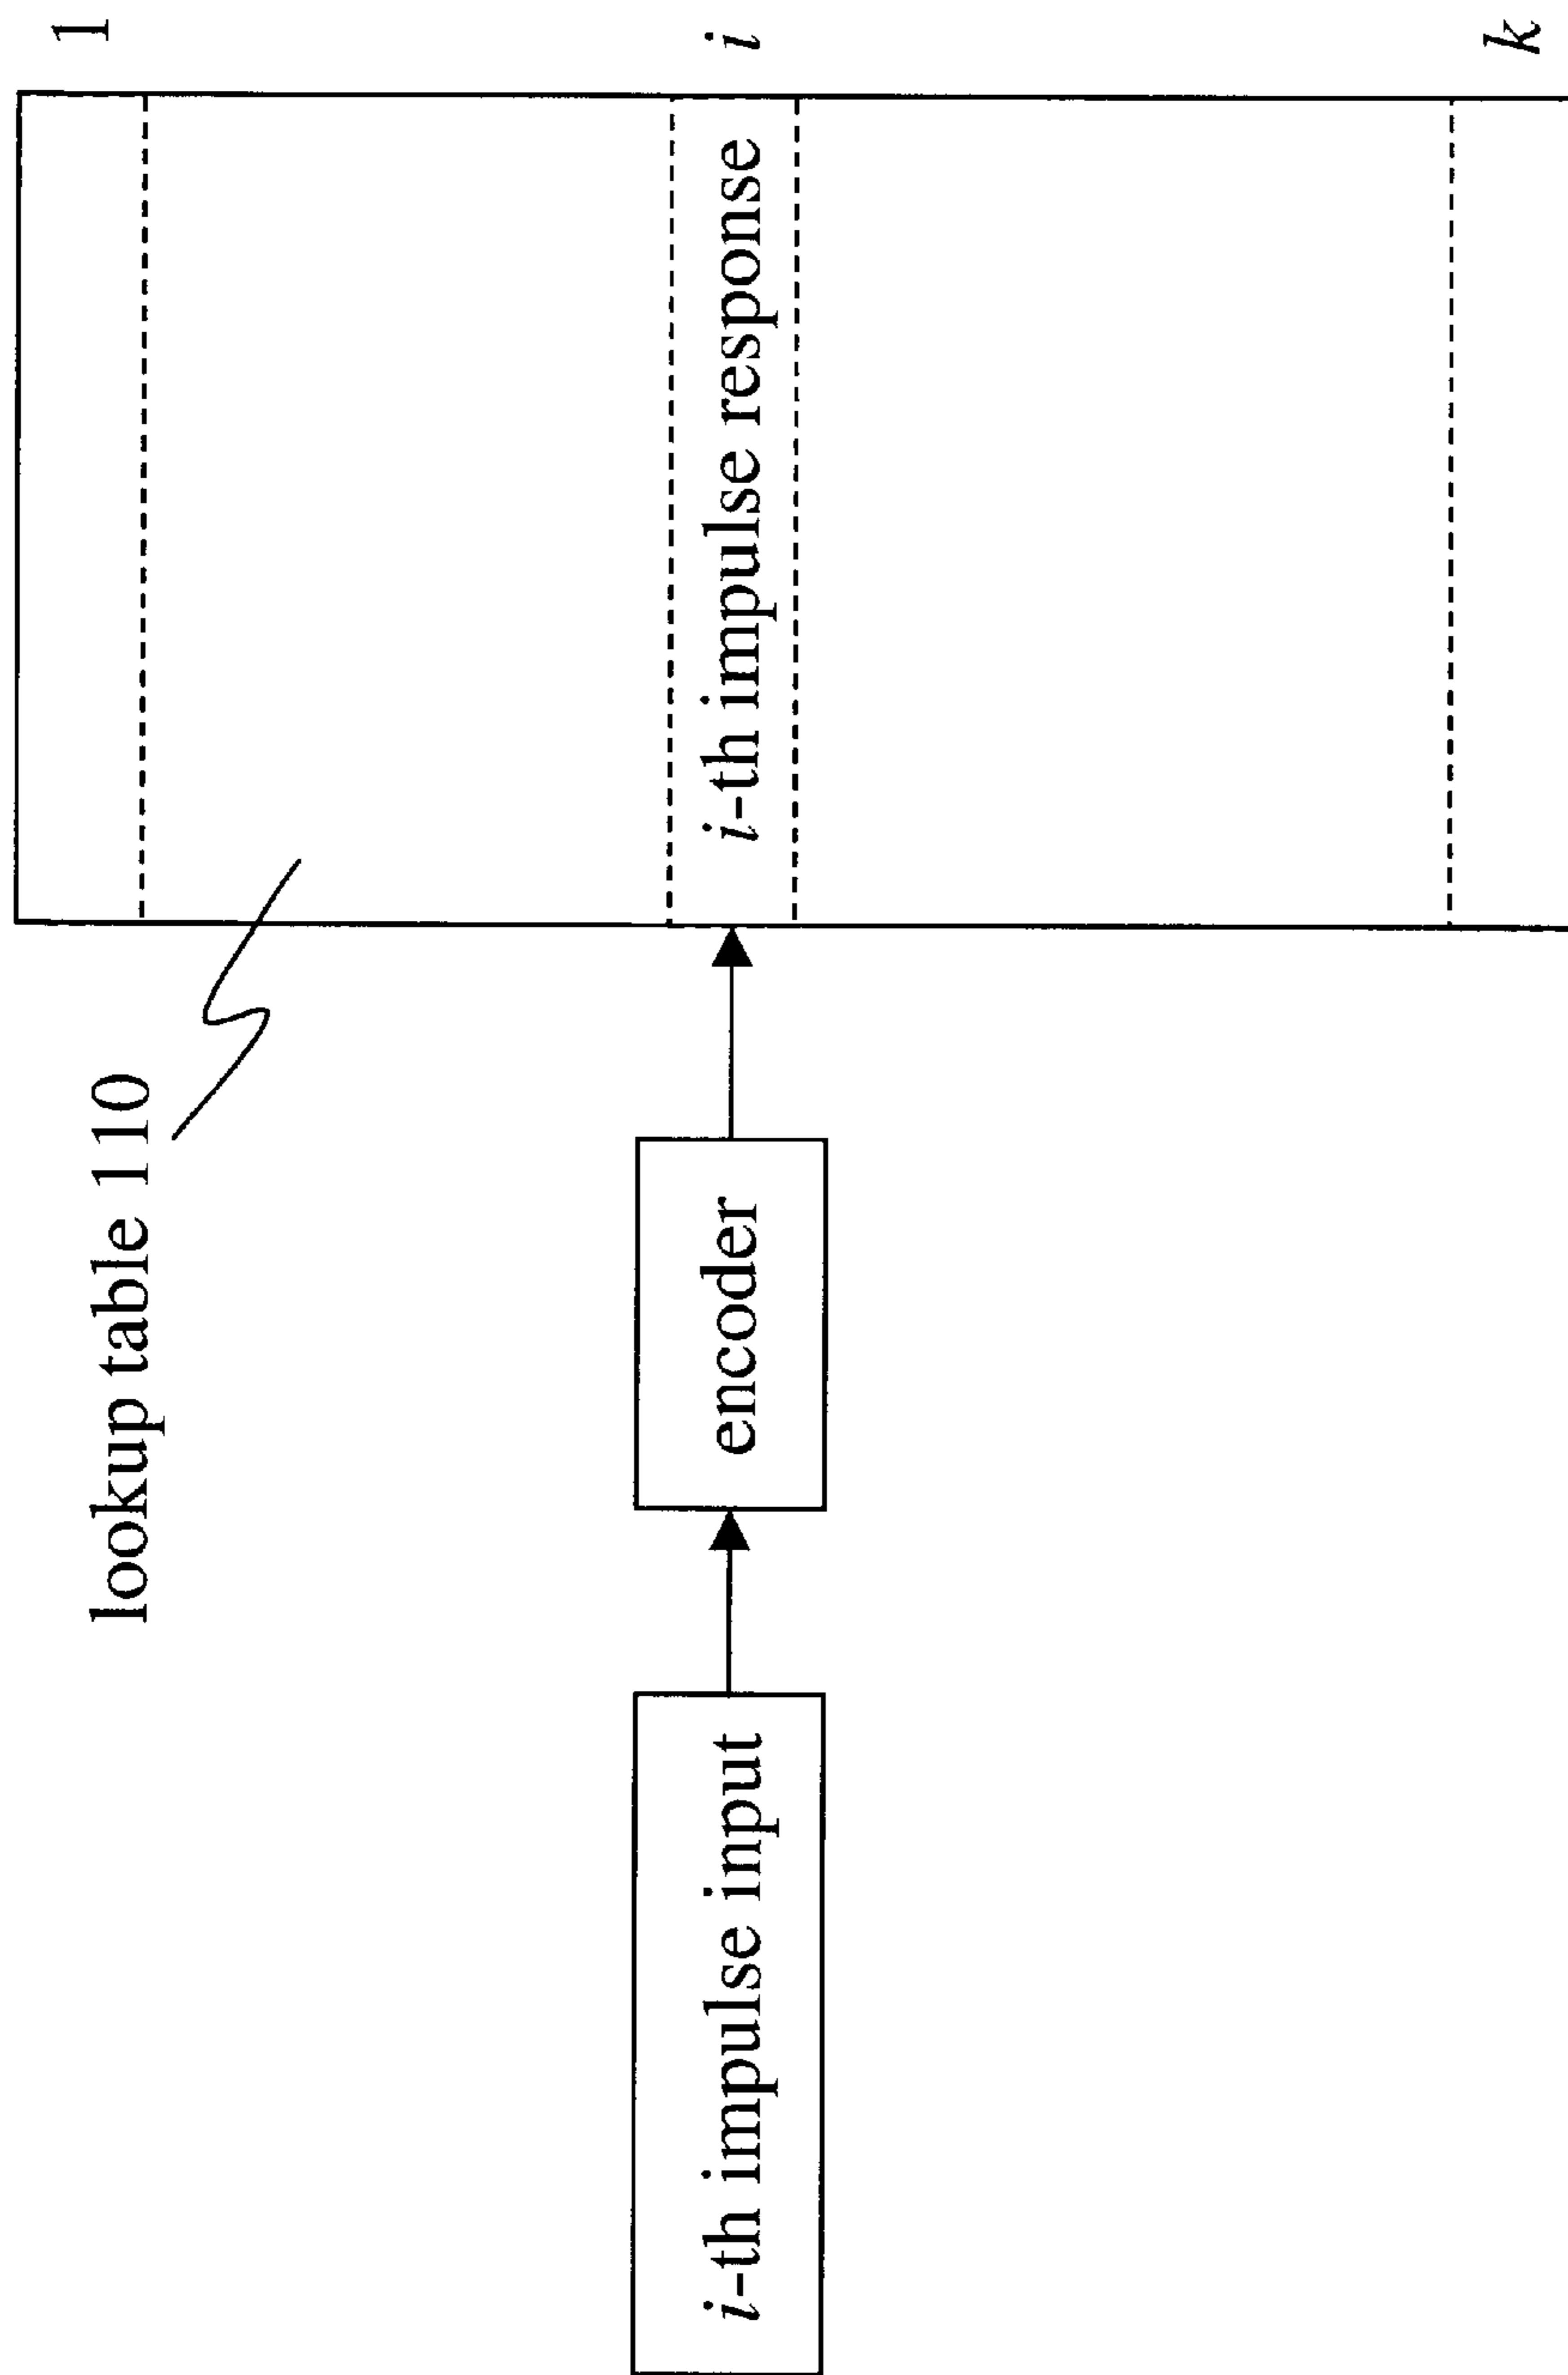 lookup table 110
1
i-th impulse input
encoder
i-th impulse response
i
k